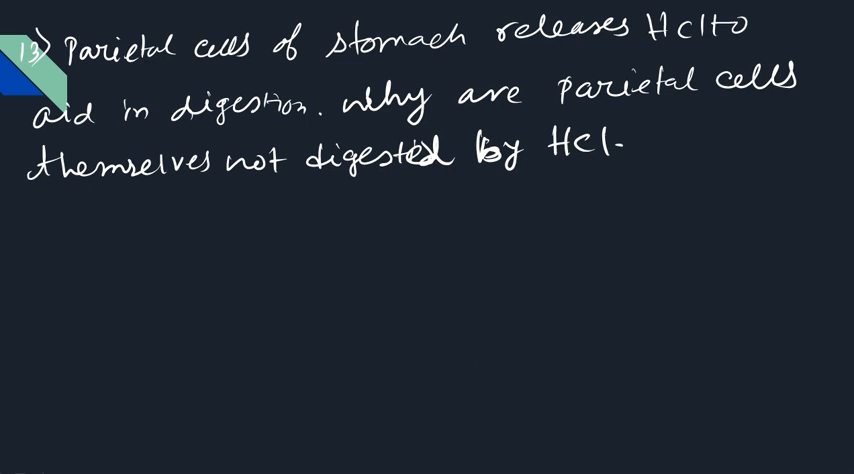 13) Parietal cells of stomach releases HCl to
aid in digestion. Why are parietal cells
themselves not digested by HCl.